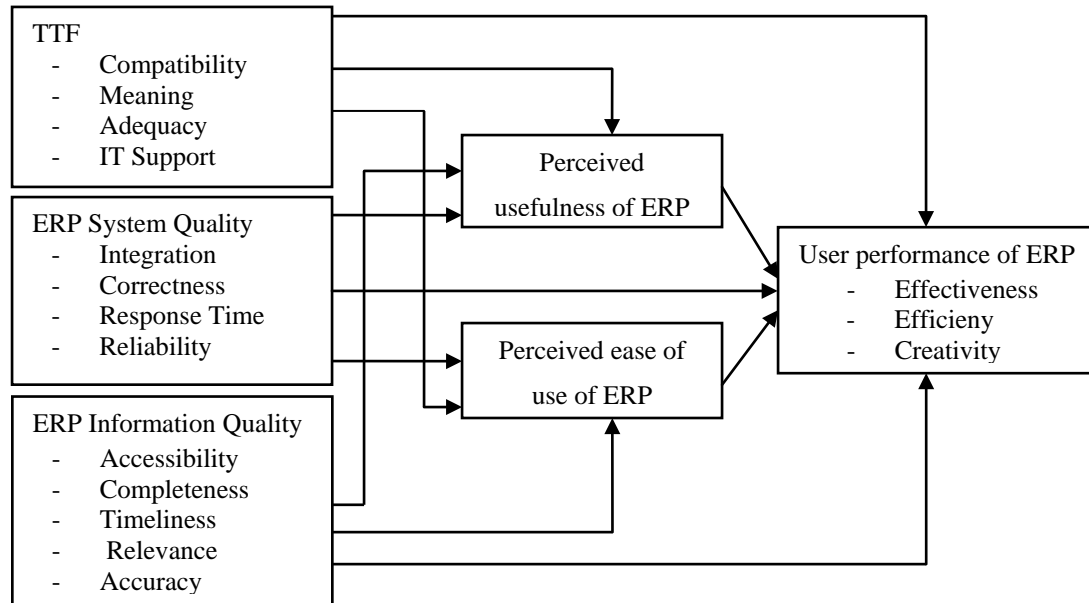 TTF
- Compatibility
- Meaning
- Adequacy
- IT Support
ERP System Quality
- Integration
- Correctness
- Response Time
- Reliability
ERP Information Quality
- Accessibility
- Completeness
- Timeliness
- Relevance
- Accuracy
Perceived
usefulness of ERP
Perceived ease of
use of ERP
User performance of ERP
- Effectiveness
- Efficieny
- Creativity